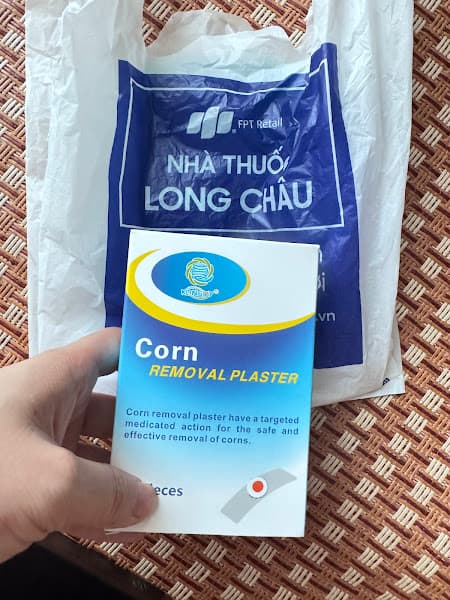 FPT Retail
NHÀ THUỐ
LONG CHÂU
.vn
Corn
REMOVAL PLASTER
Corn removal plaster have a targeted
medicated action for the safe and
effective removal of corns.
ieces